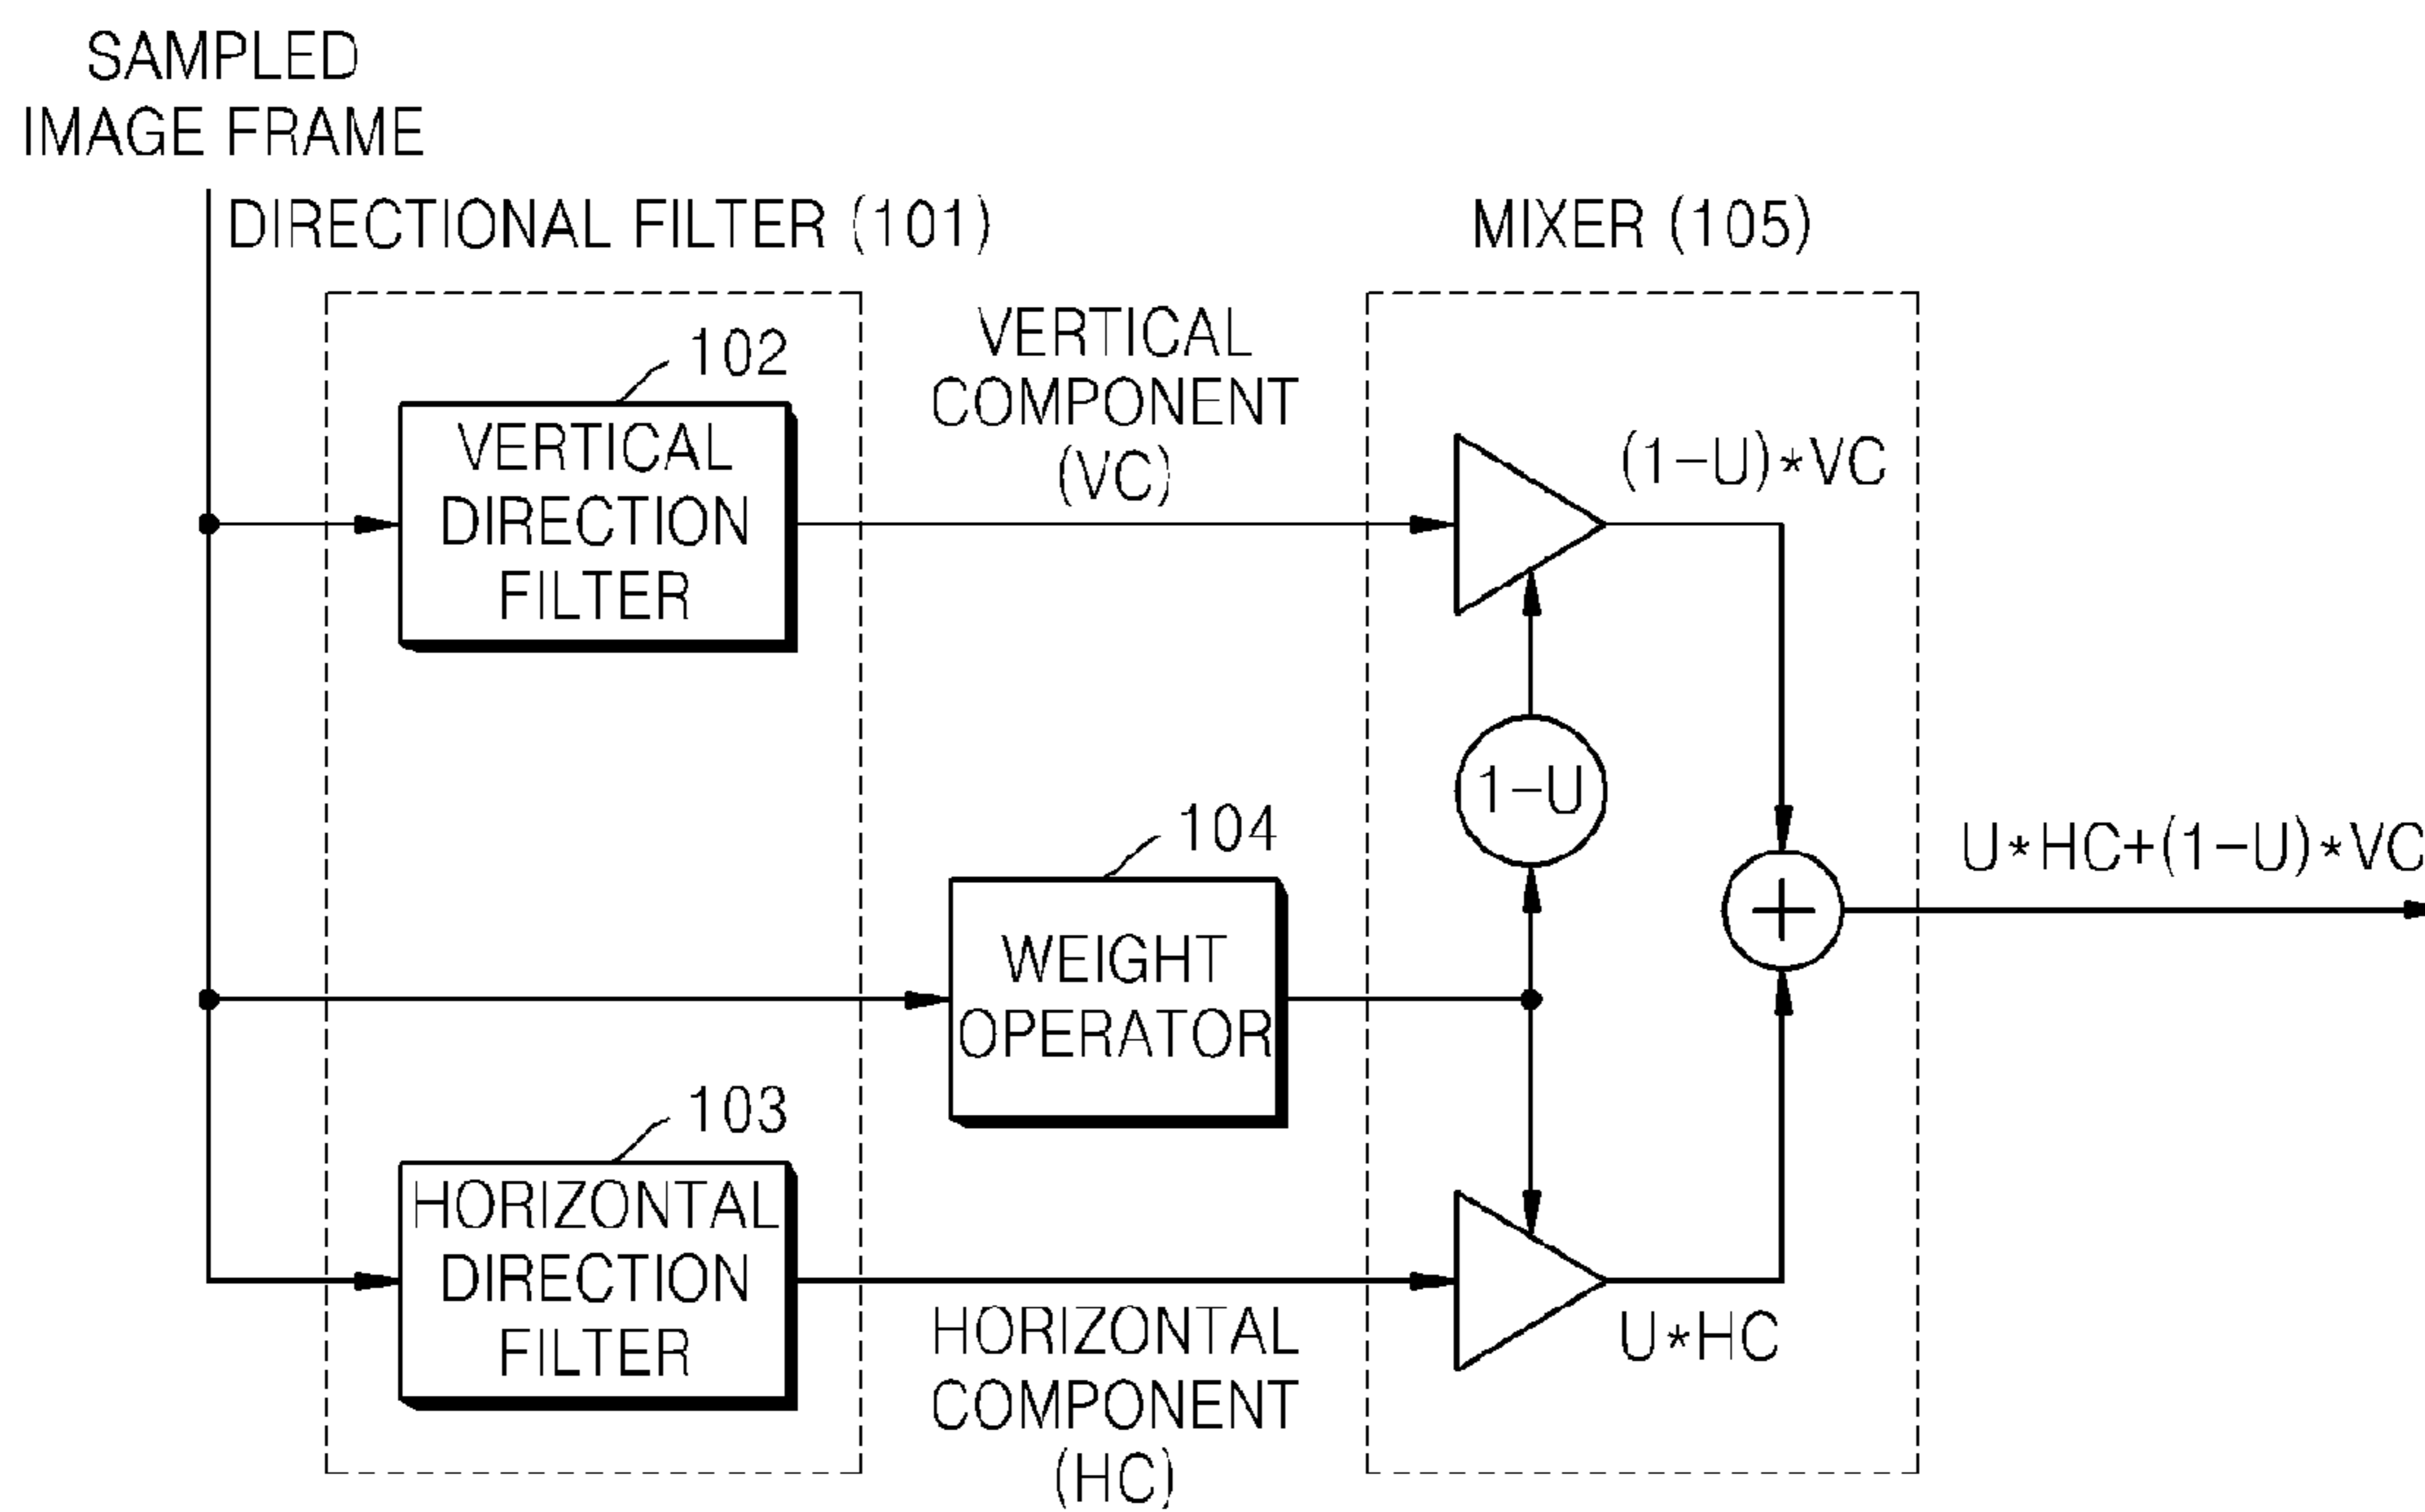 SAMPLED
IMAGE FRAME
DIRECTIONAL FILTER (101)
MIXER (105)
102
VERTICAL
DIRECTION
FILTER
VERTICAL
COMPONENT
(VC)
(1-U)*VC
1-U
104
WEIGHT
OPERATOR
U*HC+(1-U)*VC
+
103
HORIZONTAL
DIRECTION
FILTER
HORIZONTAL
COMPONENT
(HC)
U*HC